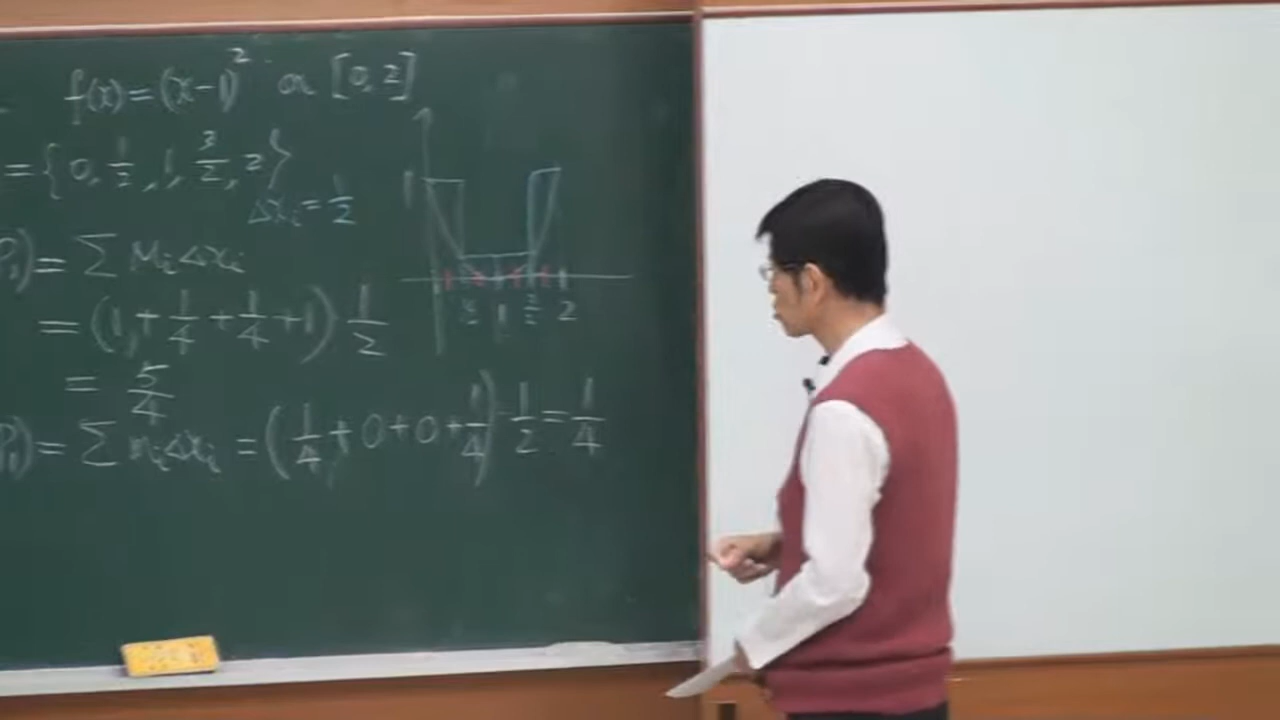 f(x)=(x-1)² on [0,2]
={0,1/2,1,3/2,2}
Δxᵢ=1/2
P₁)=∑ Mᵢ Δxᵢ
=(1+1/4+1/4+1)·1/2
=5/4
P₁)=∑ mᵢ Δxᵢ =(1/4+0+0+1/4)·1/2=1/4
1
1/2 1 3/2 2